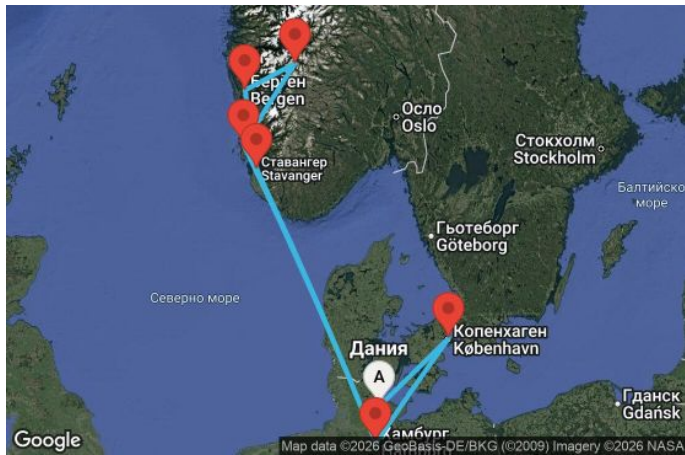 Берген
Bergen
Осло
Oslo
Стокхолм
Stockholm
Ставангер
Stavanger
Балтийско
море
Гьотеборг
Göteborg
Северно море
Копенхаген
København
Дания
A
Гданск
Gdańsk
Хамбург
Google
Map data ©2026 GeoBasis-DE/BKG (©2009) Imagery ©2026 NASA